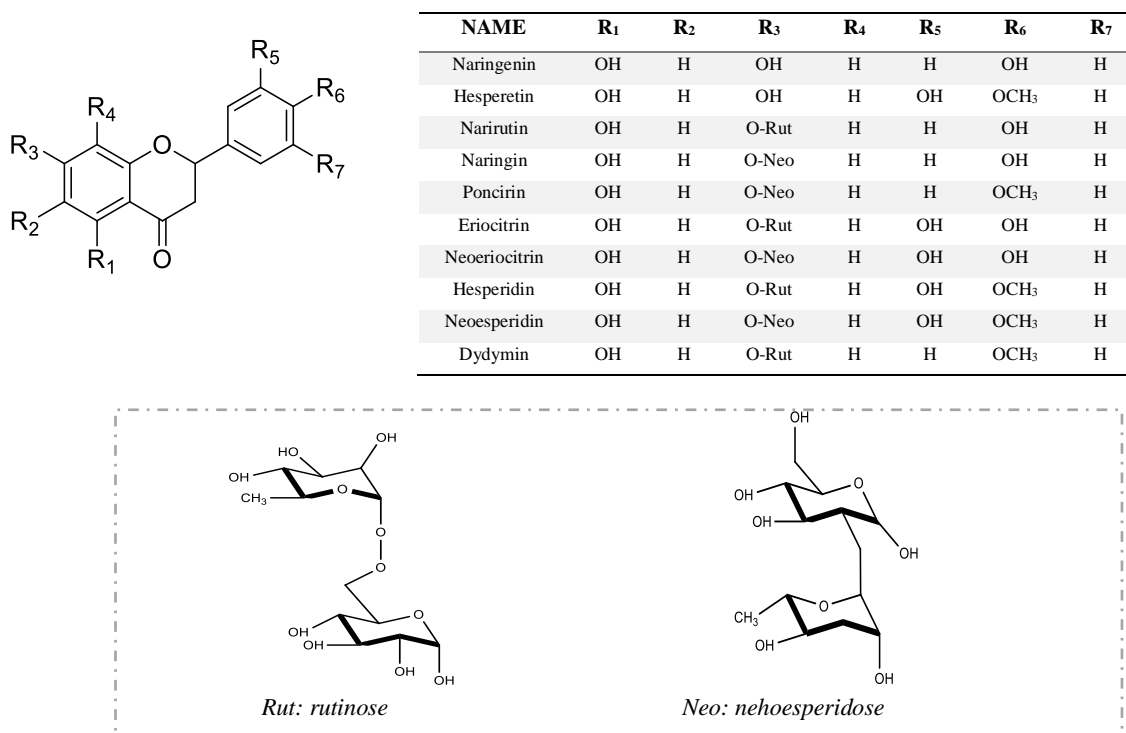 R5
R6
R4
O
R3
R7
R2
R1
O
NAME R1 R2 R3 R4 R5 R6 R7
Naringenin OH H OH H H OH H
Hesperetin OH H OH H OH OCH3 H
Narirutin OH H O-Rut H H OH H
Naringin OH H O-Neo H H OH H
Poncirin OH H O-Neo H H OCH3 H
Eriocitrin OH H O-Rut H OH OH H
Neoeriocitrin OH H O-Neo H OH OH H
Hesperidin OH H O-Rut H OH OCH3 H
Neoesperidin OH H O-Neo H OH OCH3 H
Dydymin OH H O-Rut H H OCH3 H
OH
HO
OH
O
CH3
O
O
O
OH
OH
OH
OH
Rut: rutinose
OH
O
OH
OH
OH
O
CH3
OH
OH
Neo: nehoesperidose